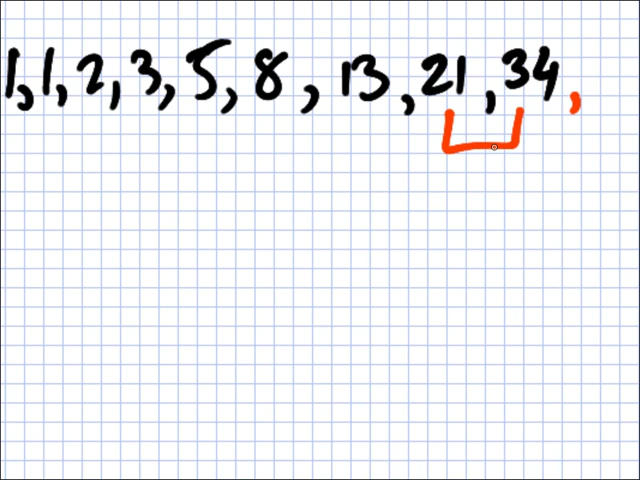 1, 1, 2, 3, 5, 8, 13, 21, 34,